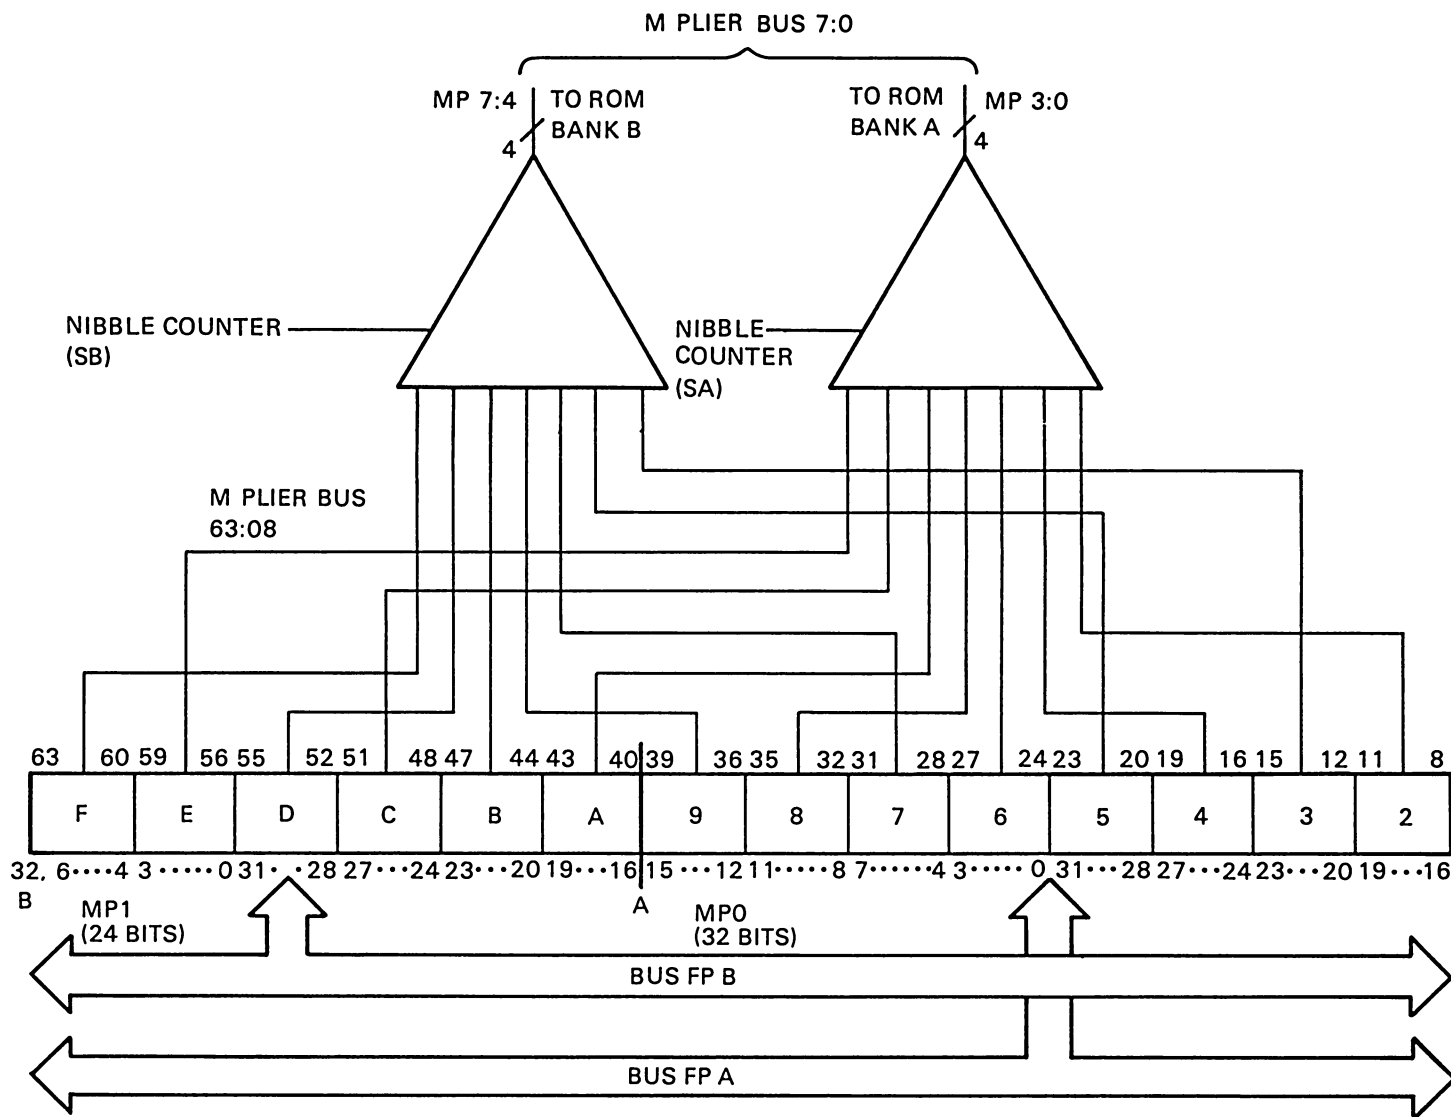 M PLIER BUS 7:0
MP 7:4 TO ROM BANK B
4
TO ROM BANK A MP 3:0
4
NIBBLE COUNTER
(SB)
NIBBLE
COUNTER
(SA)
M PLIER BUS
63:08
63 60 59 56 55 52 51 48 47 44 43 40 39 36 35 32 31 28 27 24 23 20 19 16 15 12 11 8
F E D C B A 9 8 7 6 5 4 3 2
32, 6····4 3·····0 31···28 27···24 23···20 19···16 15···12 11····8 7·····4 3·····0 31···28 27···24 23···20 19···16
B
A
MP1
(24 BITS)
MP0
(32 BITS)
BUS FP B
BUS FP A